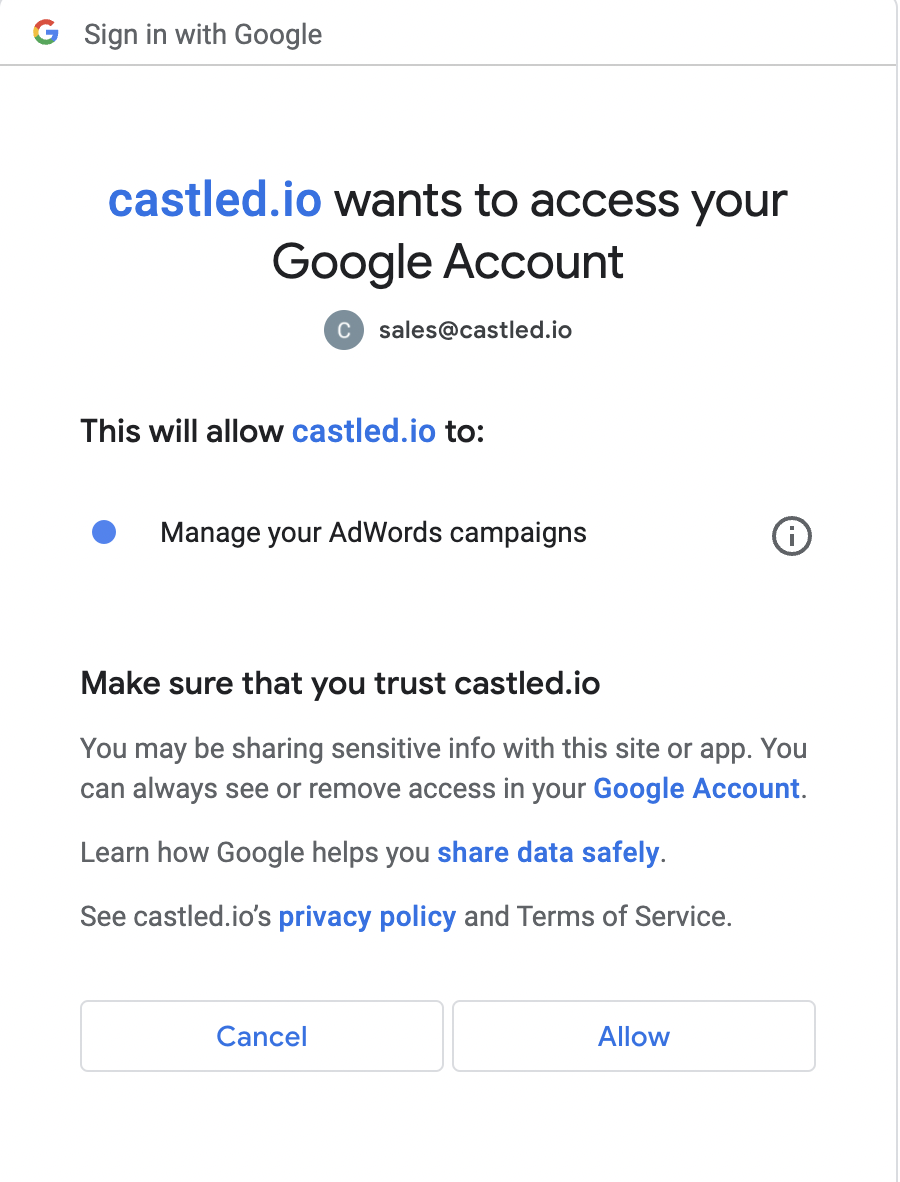 Sign in with Google
castled.io wants to access your
Google Account
C sales@castled.io
This will allow castled.io to:
Manage your AdWords campaigns
Make sure that you trust castled.io
You may be sharing sensitive info with this site or app. You
can always see or remove access in your Google Account.
Learn how Google helps you share data safely.
See castled.io’s privacy policy and Terms of Service.
Cancel Allow